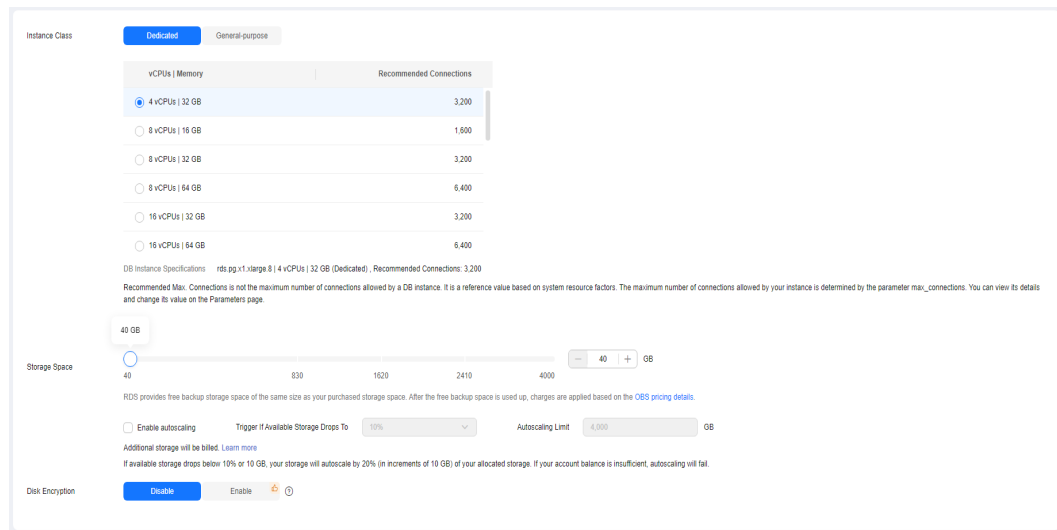 Instance Class Dedicated General-purpose
vCPUs | Memory Recommended Connections
4 vCPUs | 32 GB 3,200
8 vCPUs | 16 GB 1,600
8 vCPUs | 32 GB 3,200
8 vCPUs | 64 GB 6,400
16 vCPUs | 32 GB 3,200
16 vCPUs | 64 GB 6,400
DB Instance Specifications rds.pg.x1.xlarge.8 | 4 vCPUs | 32 GB (Dedicated) , Recommended Connections: 3,200
Recommended Max. Connections is not the maximum number of connections allowed by a DB instance. It is a reference value based on system resource factors. The maximum number of connections allowed by your instance is determined by the parameter max_connections. You can view its details
and change its value on the Parameters page.
40 GB
Storage Space − 40 + GB
40 830 1620 2410 4000
RDS provides free backup storage space of the same size as your purchased storage space. After the free backup space is used up, charges are applied based on the OBS pricing details.
Enable autoscaling Trigger If Available Storage Drops To 10% Autoscaling Limit 4,000 GB
Additional storage will be billed. Learn more
If available storage drops below 10% or 10 GB, your storage will autoscale by 20% (in increments of 10 GB) of your allocated storage. If your account balance is insufficient, autoscaling will fail.
Disk Encryption Disable Enable ?